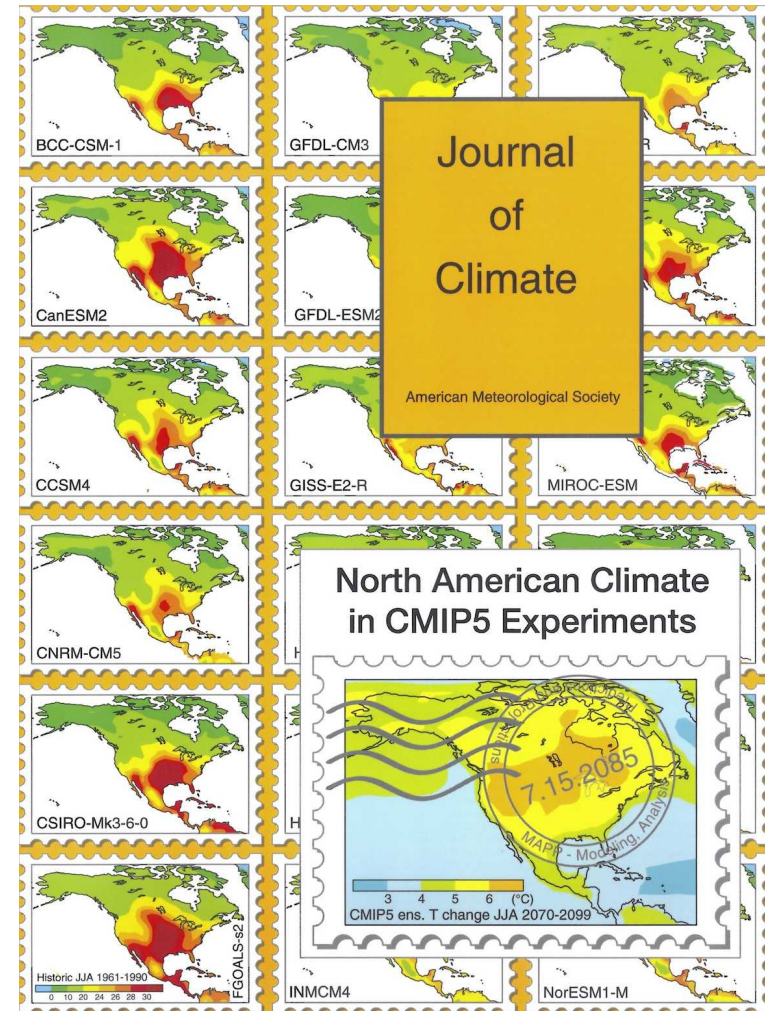 BCC-CSM-1
GFDL-CM3
R
Journal
of
Climate
American Meteorological Society
CanESM2
GFDL-ESM2
CCSM4
GISS-E2-R
MIROC-ESM
CNRM-CM5
H
North American Climate
in CMIP5 Experiments
7.15.2085
MAPP - Modeling, Analysis
3 4 5 6 (°C)
CMIP5 ens. T change JJA 2070-2099
CSIRO-Mk3-6-0
H
Historic JJA 1961-1990
0 10 20 24 26 28 30
FGOALS-s2
INMCM4
NorESM1-M